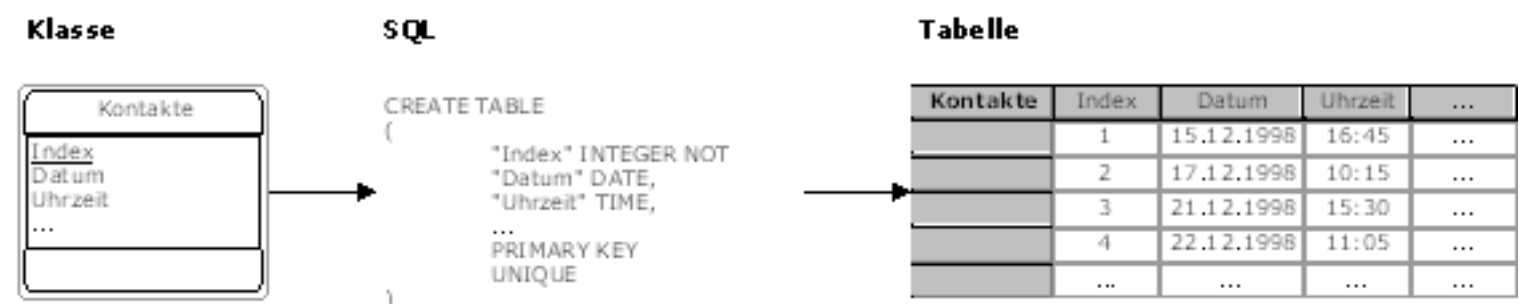 Klasse
SQL
Tabelle
Kontakte
Index
Datum
Uhrzeit
...
CREATE TABLE
(
"Index" INTEGER NOT
"Datum" DATE,
"Uhrzeit" TIME,
...
PRIMARY KEY
UNIQUE
)
Kontakte Index Datum Uhrzeit ...
1 15.12.1998 16:45 ...
2 17.12.1998 10:15 ...
3 21.12.1998 15:30 ...
4 22.12.1998 11:05 ...
... ... ... ...